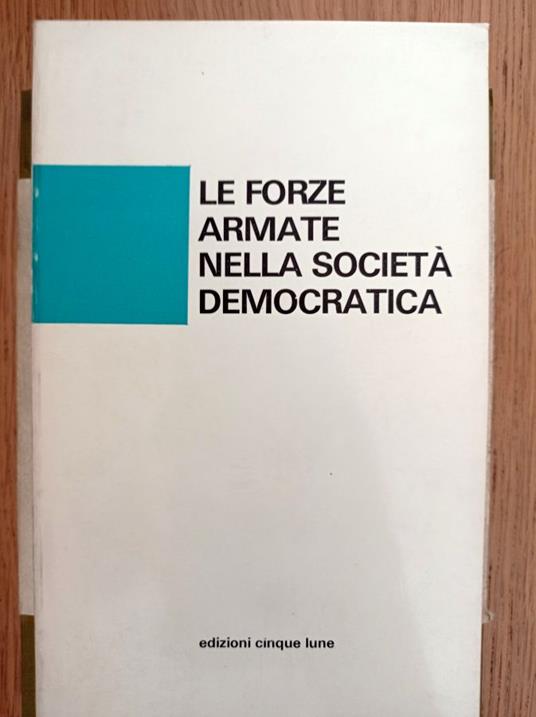 LE FORZE
ARMATE
NELLA SOCIETÀ
DEMOCRATICA
edizioni cinque lune